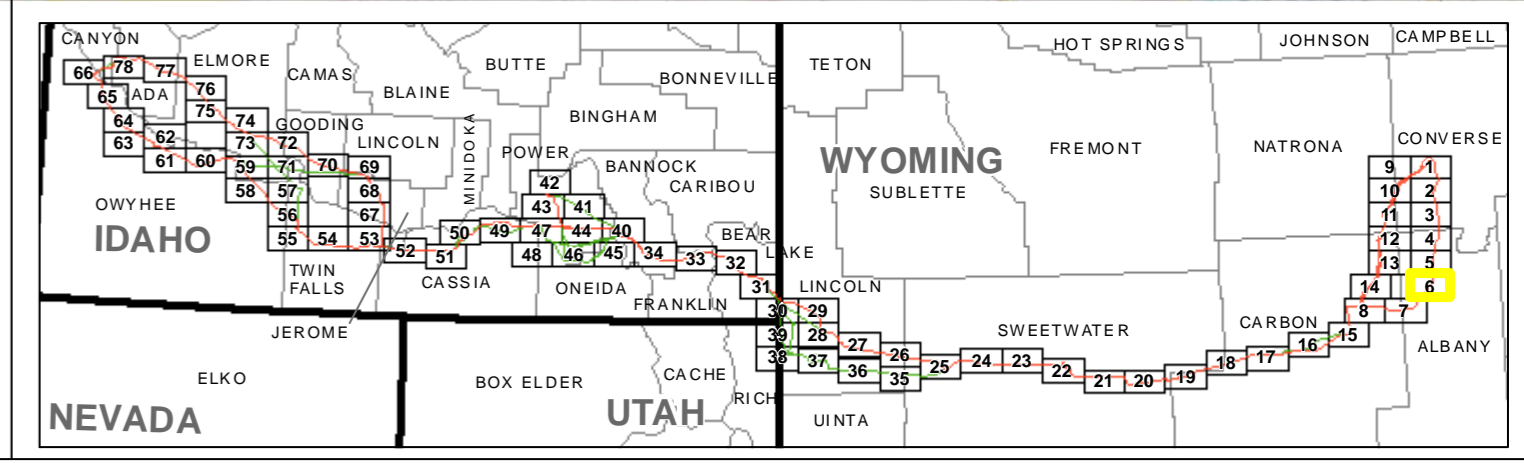 CANYON
ELMORE
CAMAS
BUTTE
BONNEVILLE
TETON
HOT SPRINGS
JOHNSON
CAMPBELL
66
78
77
76
65
ADA
75
BLAINE
BINGHAM
64
74
GOODING
MINIDOKA
63
62
73
72
LINCOLN
POWER
BANNOCK
WYOMING
FREMONT
NATRONA
CONVERSE
61
60
59
71
70
69
42
CARIBOU
SUBLETTE
9
1
58
57
68
10
2
OWYHEE
56
67
43
41
11
3
IDAHO
55
54
53
52
51
50
49
47
44
40
BEAR LAKE
12
4
48
46
45
34
33
32
13
5
TWIN
FALLS
CASSIA
ONEIDA
31
LINCOLN
14
6
FRANKLIN
30
29
8
7
JEROME
39
28
27
SWEETWATER
CARBON
15
38
37
26
25
24
23
22
21
20
19
18
17
16
ALBANY
36
35
ELKO
BOX ELDER
CACHE
RICH
NEVADA
UTAH
UINTA